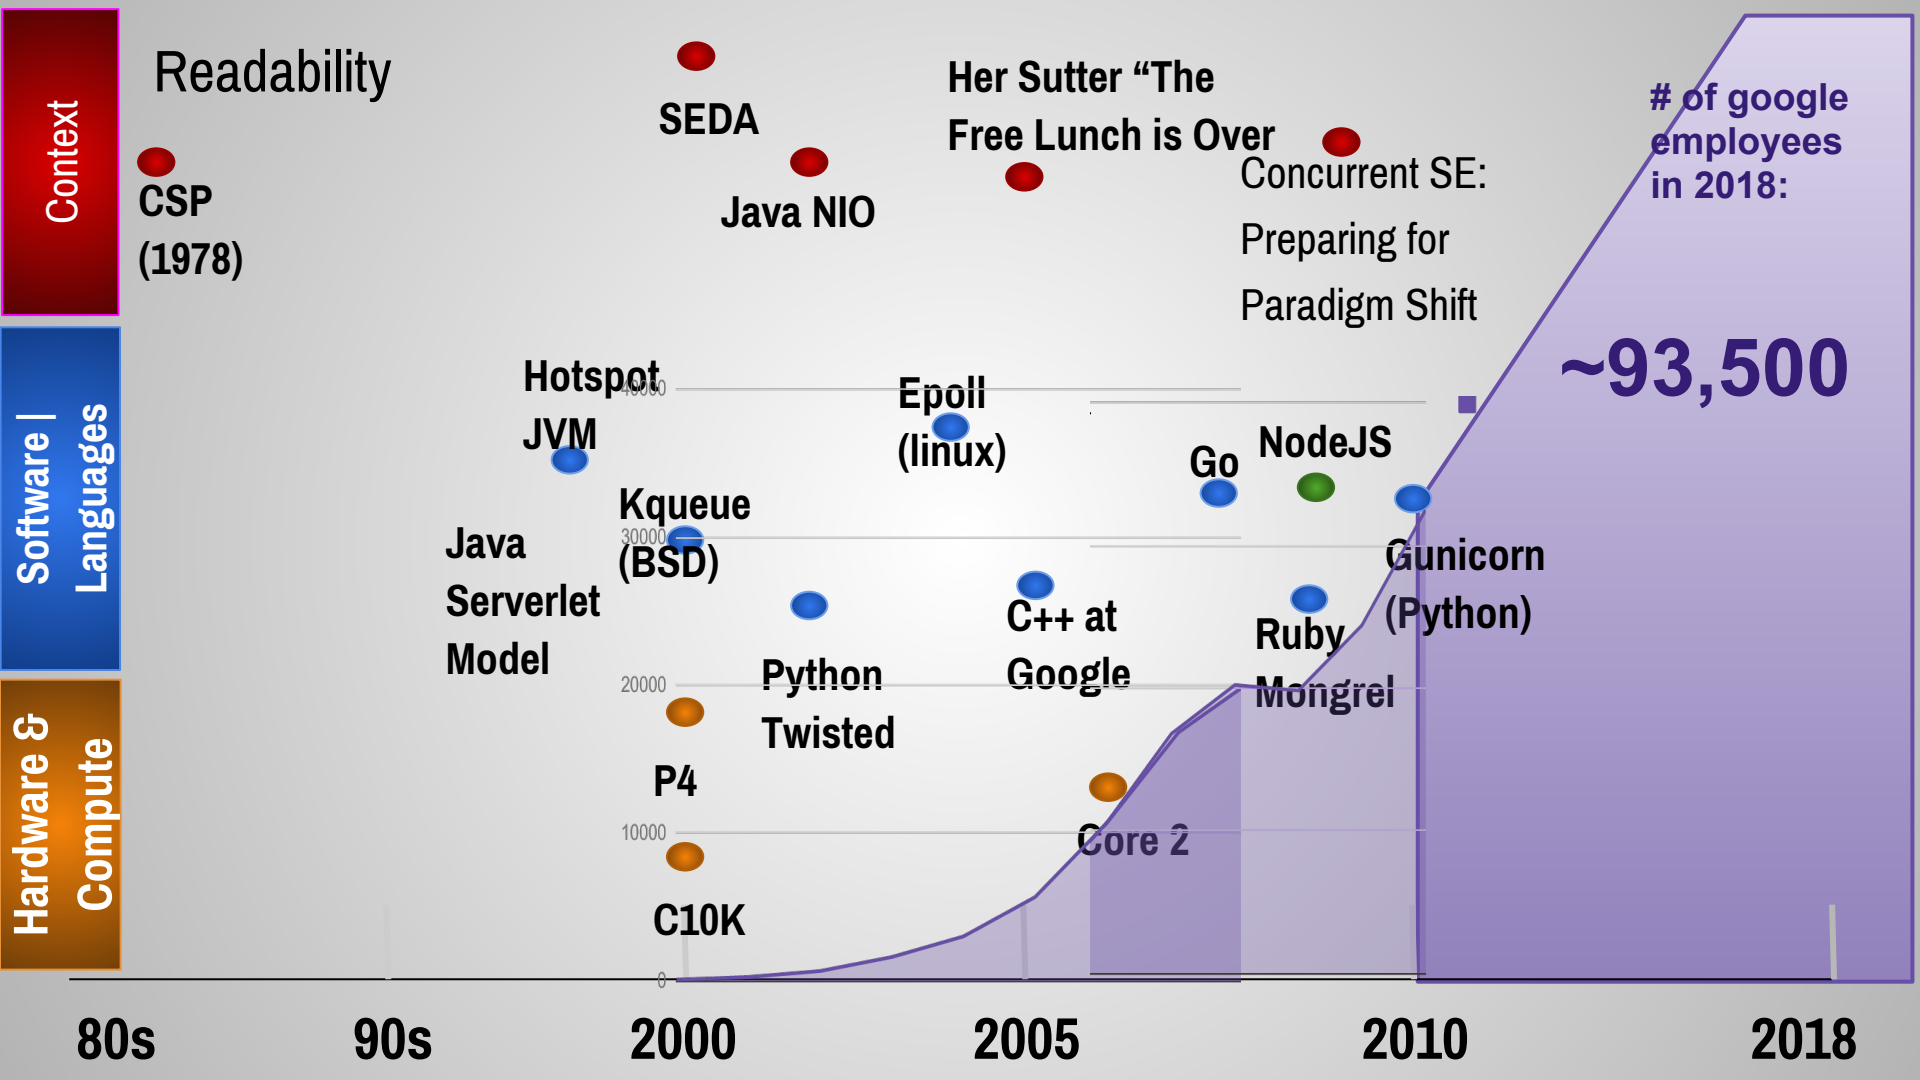 Context
Readability
CSP
(1978)
SEDA
Java NIO
Her Sutter “The
Free Lunch is Over
Concurrent SE:
Preparing for
Paradigm Shift
# of google
employees
in 2018:
~93,500
Software |
Languages
Hotspot
JVM
Java
Serverlet
Model
Kqueue
(BSD)
Python
Twisted
Epoll
(linux)
C++ at
Google
Go
NodeJS
Ruby
Mongrel
Gunicorn
(Python)
Hardware &
Compute
P4
C10K
Core 2
40000
30000
20000
10000
0
80s
90s
2000
2005
2010
2018